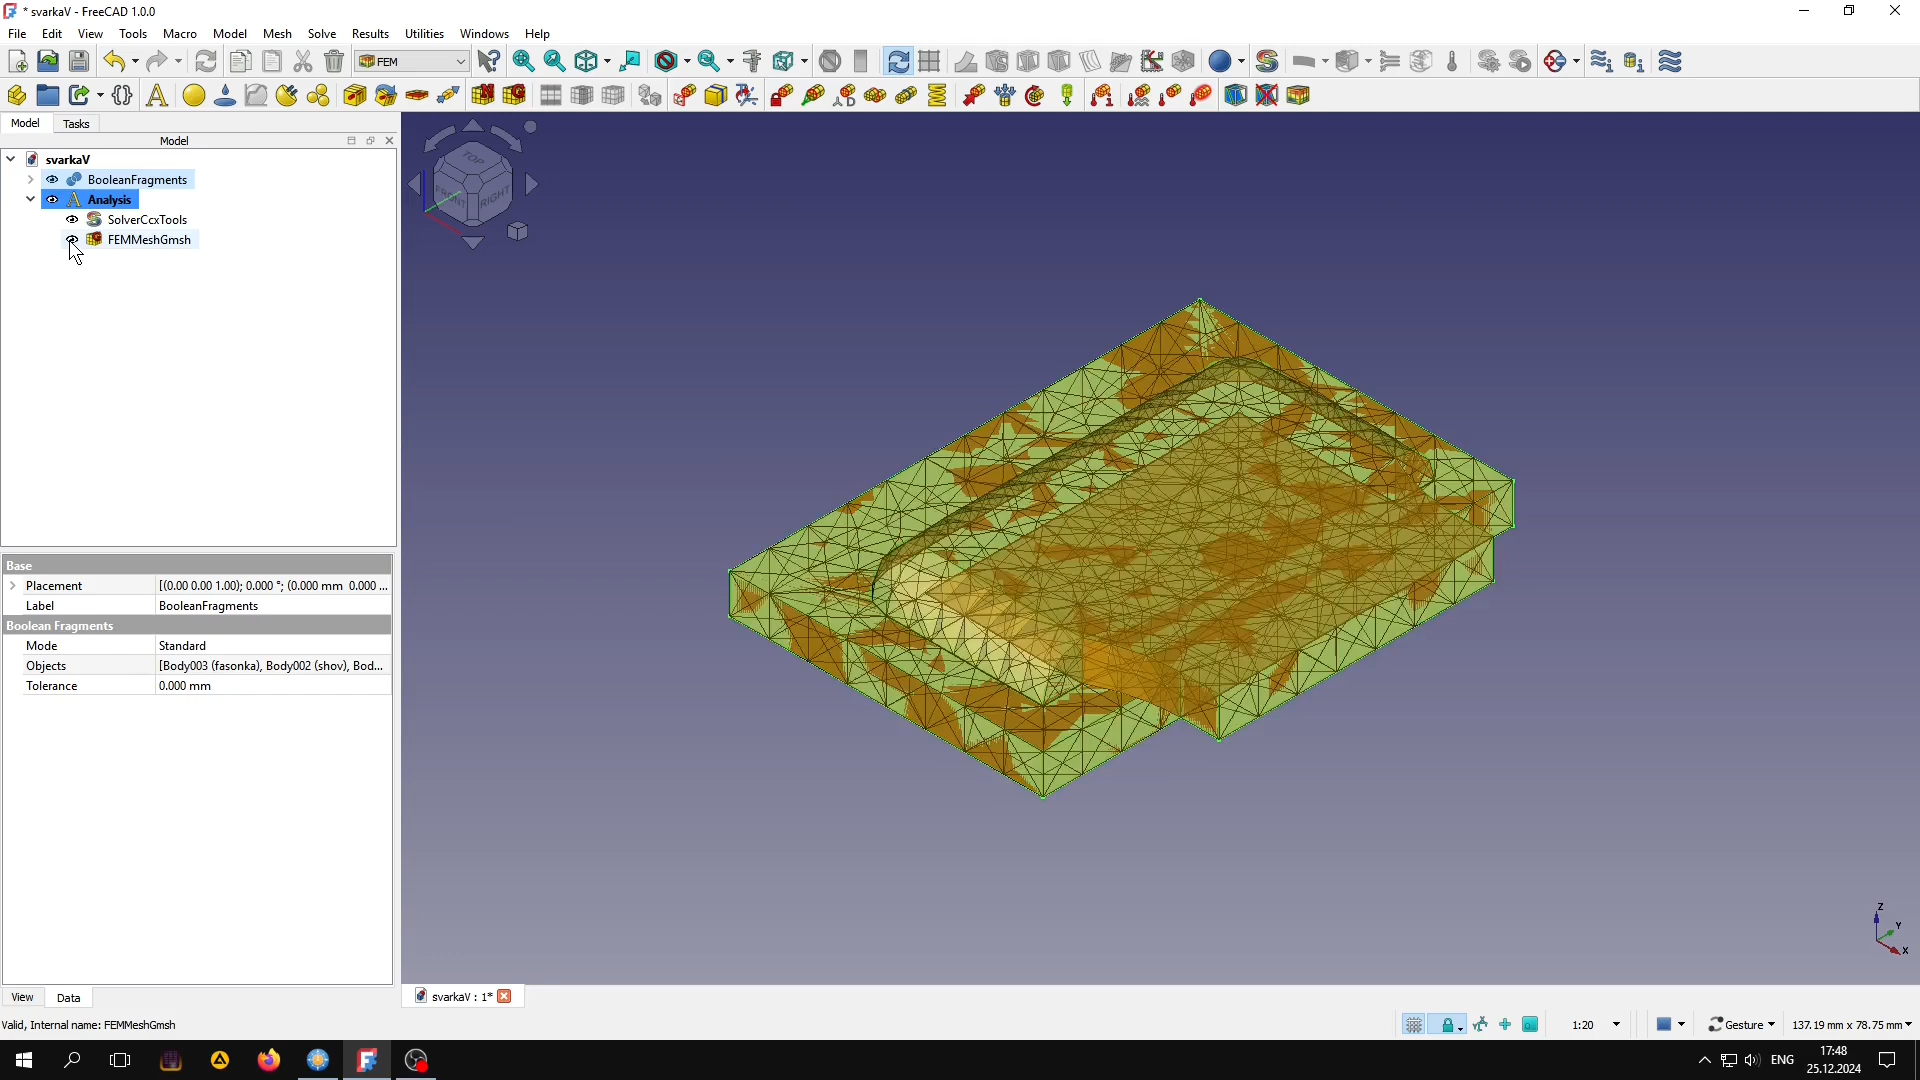 * svarkaV - FreeCAD 1.0.0
File Edit View Tools Macro Model Mesh Solve Results Utilities Windows Help
FEM
Model Tasks
Model
svarkaV
BooleanFragments
Analysis
SolverCcxTools
FEMMeshGmsh
TOP
FRONT RIGHT
Base
Placement [(0.00 0.00 1.00); 0.000 °; (0.000 mm 0.000 ...
Label BooleanFragments
Boolean Fragments
Mode Standard
Objects [Body003 (fasonka), Body002 (shov), Bod...
Tolerance 0.000 mm
Z
Y
X
View Data
svarkaV : 1*
Valid, Internal name: FEMMeshGmsh
1:20
Gesture
137.19 mm x 78.75 mm
ENG
17:48
25.12.2024